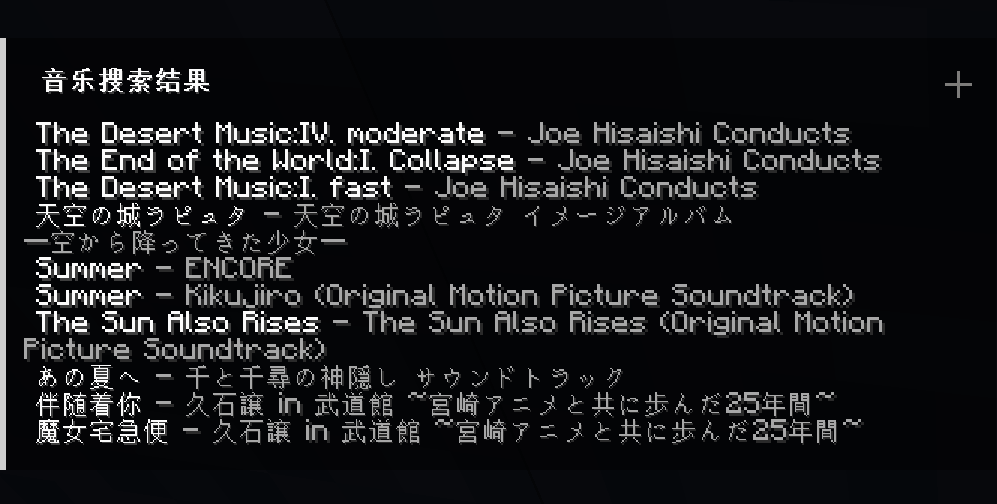 音乐搜索结果
The Desert Music:IV. moderate - Joe Hisaishi Conducts
The End of the World:I. Collapse - Joe Hisaishi Conducts
The Desert Music:I. fast - Joe Hisaishi Conducts
天空の城ラピュタ - 天空の城ラピュタ イメージアルバム
―空から降ってきた少女―
Summer - ENCORE
Summer - Kikujiro (Original Motion Picture Soundtrack)
The Sun Also Rises - The Sun Also Rises (Original Motion
Picture Soundtrack)
あの夏へ - 千と千尋の神隠し サウンドトラック
伴随着你 - 久石譲 in 武道館 ~宮崎アニメと共に歩んだ25年間~
魔女宅急便 - 久石譲 in 武道館 ~宮崎アニメと共に歩んだ25年間~